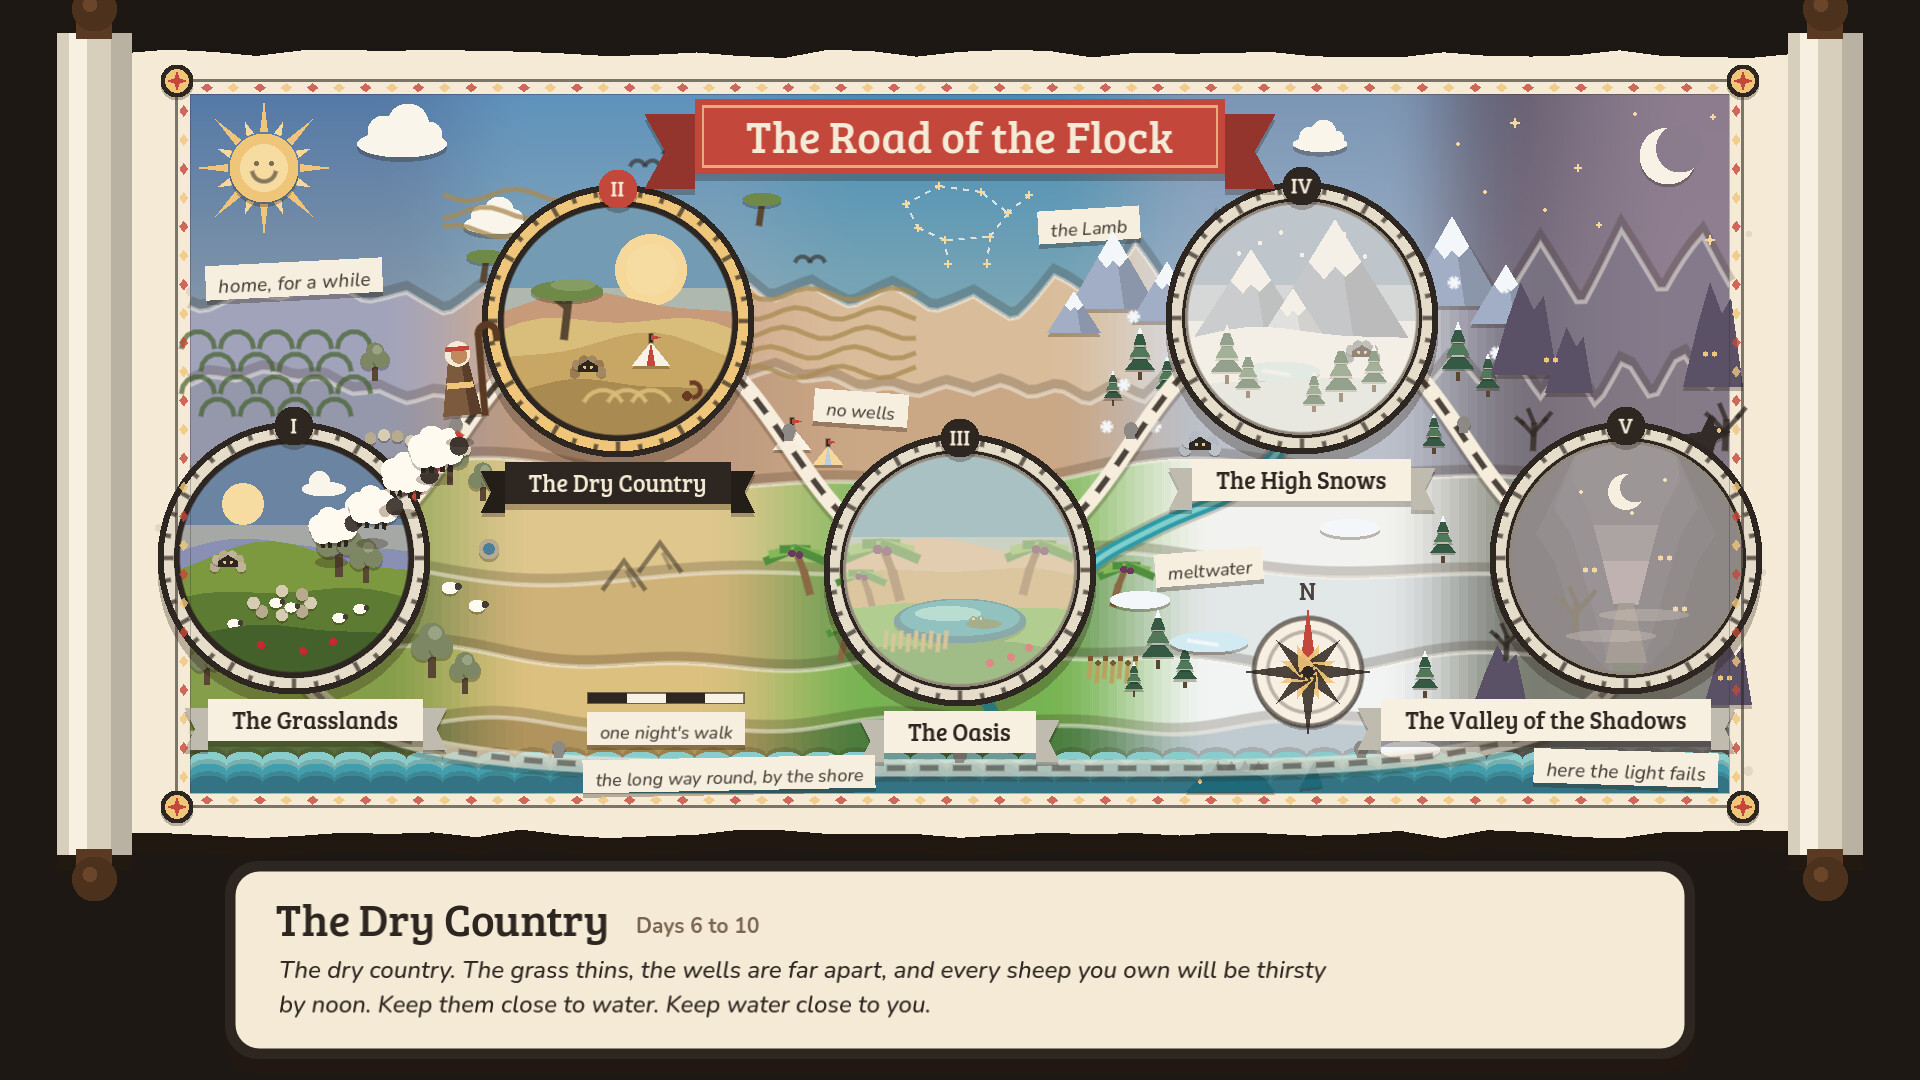 The Road of the Flock
II
IV
the Lamb
home, for a while
no wells
I
III
V
The Dry Country
The High Snows
meltwater
N
The Grasslands
one night's walk
The Oasis
The Valley of the Shadows
the long way round, by the shore
here the light fails
The Dry Country
Days 6 to 10
The dry country. The grass thins, the wells are far apart, and every sheep you own will be thirsty
by noon. Keep them close to water. Keep water close to you.